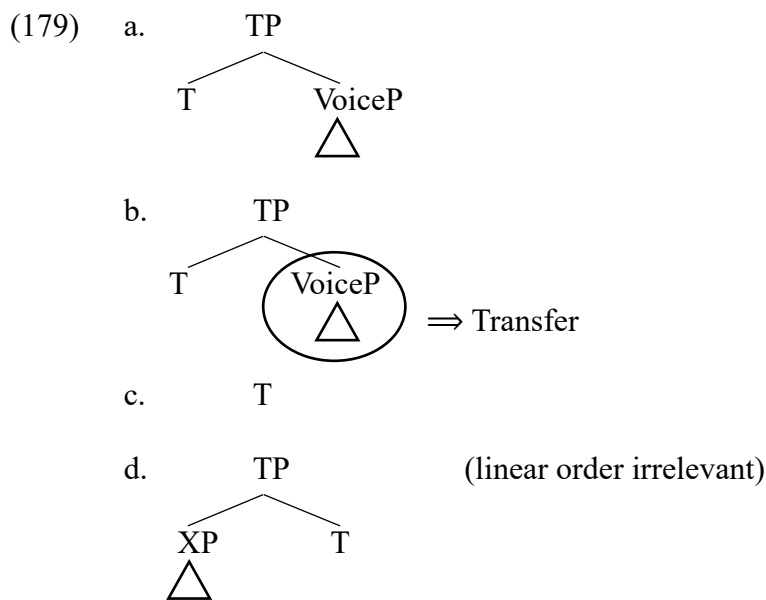 (179) a. TP
T VoiceP
b. TP
T VoiceP
⟹ Transfer
c. T
d. TP (linear order irrelevant)
XP T